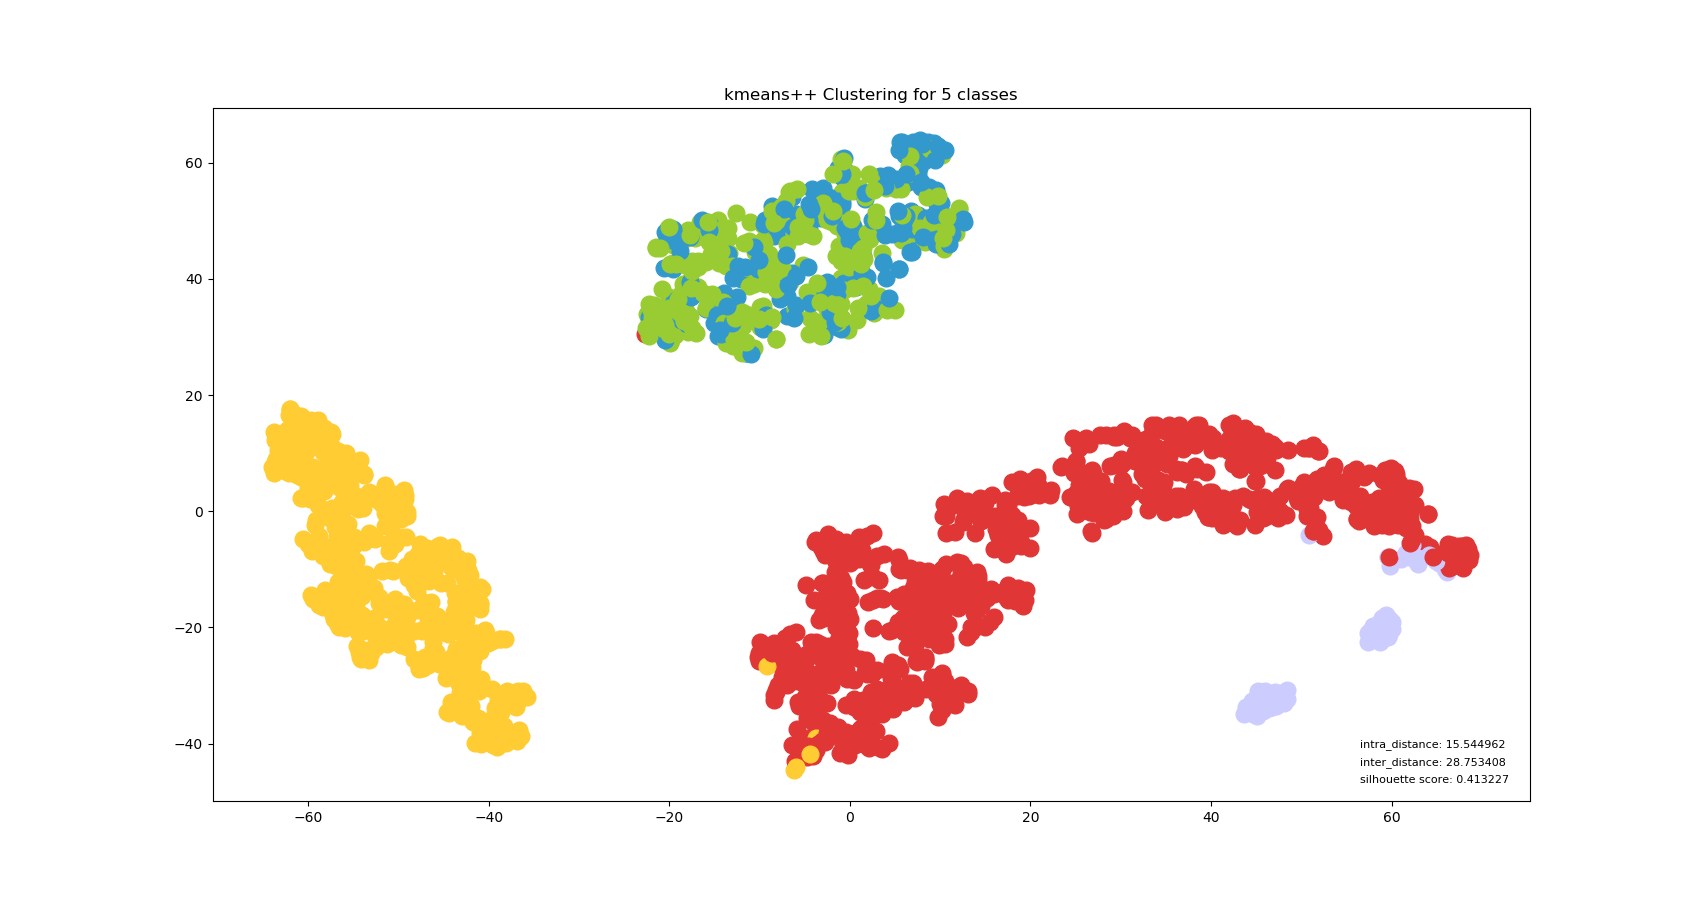 kmeans++ Clustering for 5 classes
60
40
20
0
−20
−40
intra_distance: 15.544962
inter_distance: 28.753408
silhouette score: 0.413227
−60 −40 −20 0 20 40 60